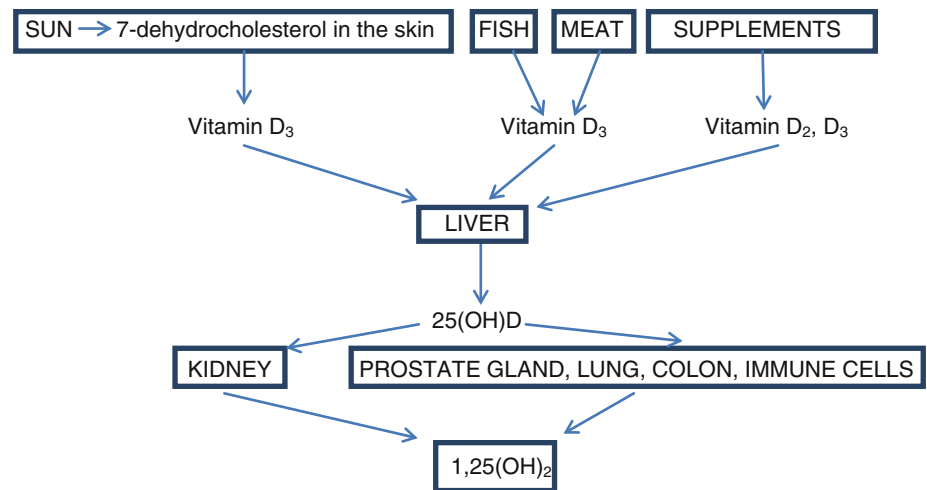 SUN → 7-dehydrocholesterol in the skin
FISH
MEAT
SUPPLEMENTS
Vitamin D₃
Vitamin D₃
Vitamin D₂, D₃
LIVER
25(OH)D
KIDNEY
PROSTATE GLAND, LUNG, COLON, IMMUNE CELLS
1,25(OH)₂